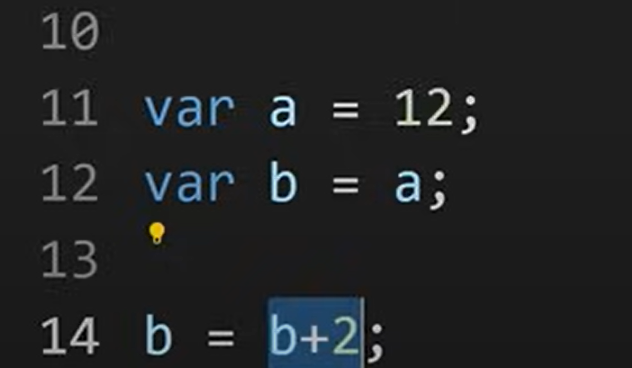 10
11 var a = 12;
12 var b = a;
13
14 b = b+2;